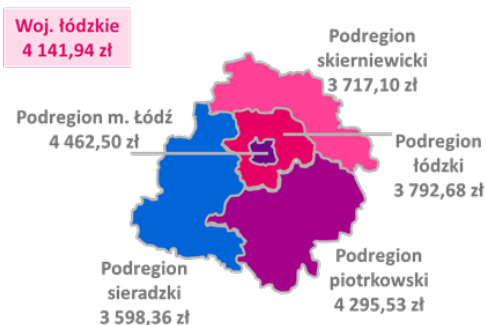 Woj. łódzkie
4 141,94 zł
Podregion
skierniewicki
3 717,10 zł
Podregion m. Łódź
4 462,50 zł
Podregion
łódzki
3 792,68 zł
Podregion
sieradzki
3 598,36 zł
Podregion
piotrkowski
4 295,53 zł